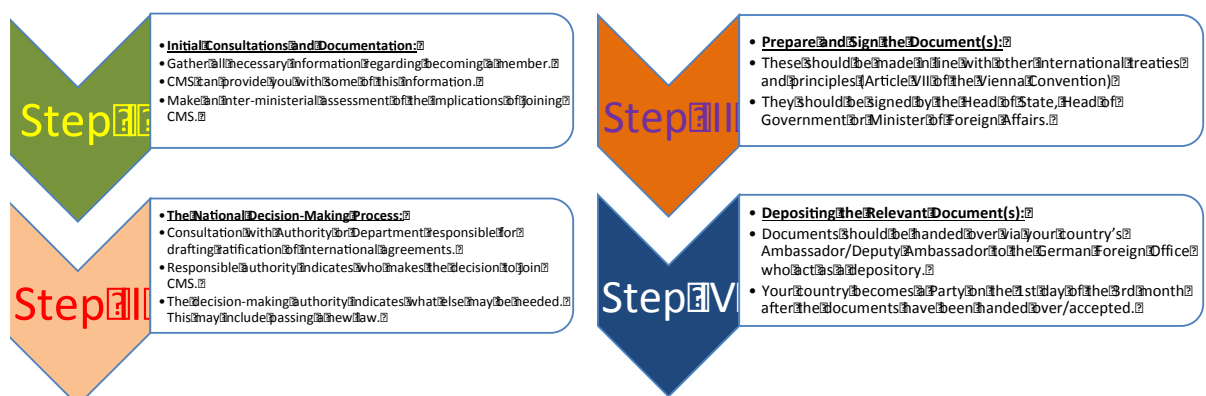 Step I
• Initial Consultations and Documentation:
• Gather all necessary information regarding becoming a member.
• CMS can provide you with some of this information.
• Make an inter-ministerial assessment of the implications of joining
CMS.
Step II
• The National Decision-Making Process:
• Consultation with Authority or Department responsible for
drafting ratification of international agreements.
• Responsible authority indicates who makes the decision to join
CMS.
• The decision-making authority indicates what else may be needed.
This may include passing a new law.
Step III
• Prepare and Sign the Document(s):
• These should be made in line with other international treaties
and principles (Article VII of the Vienna Convention)
• They should be signed by the Head of State, Head of
Government or Minister of Foreign Affairs.
Step IV
• Depositing the Relevant Document(s):
• Documents should be handed over via your country’s
Ambassador/Deputy Ambassador to the German Foreign Office
who act as a depository.
• Your country becomes a Party on the 1st day of the 3rd month
after the documents have been handed over/accepted.